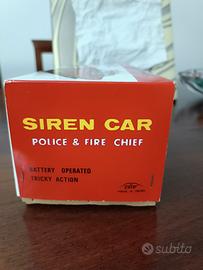 SIREN CAR
POLICE & FIRE CHIEF
BATTERY OPERATED
TRICKY ACTION
subito